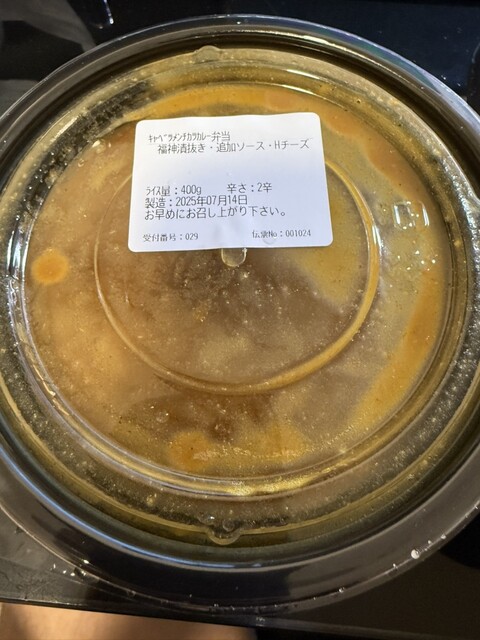 ｷｬﾍﾞﾂﾒﾝﾁｶﾂｶﾚｰ弁当
福神漬抜き・追加ソース・Hチーズ
ﾗｲｽ量：400g 辛さ：2辛
製造：2025年07月14日
お早めにお召し上がり下さい。
受付番号：029 伝票No：001024